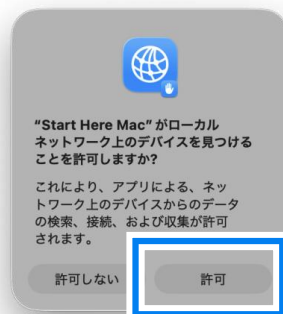 “Start Here Mac” がローカル
ネットワーク上のデバイスを見つける
ことを許可しますか?
これにより、アプリによる、ネッ
トワーク上のデバイスからのデータ
の検索、接続、および収集が許可
されます。
許可しない
許可